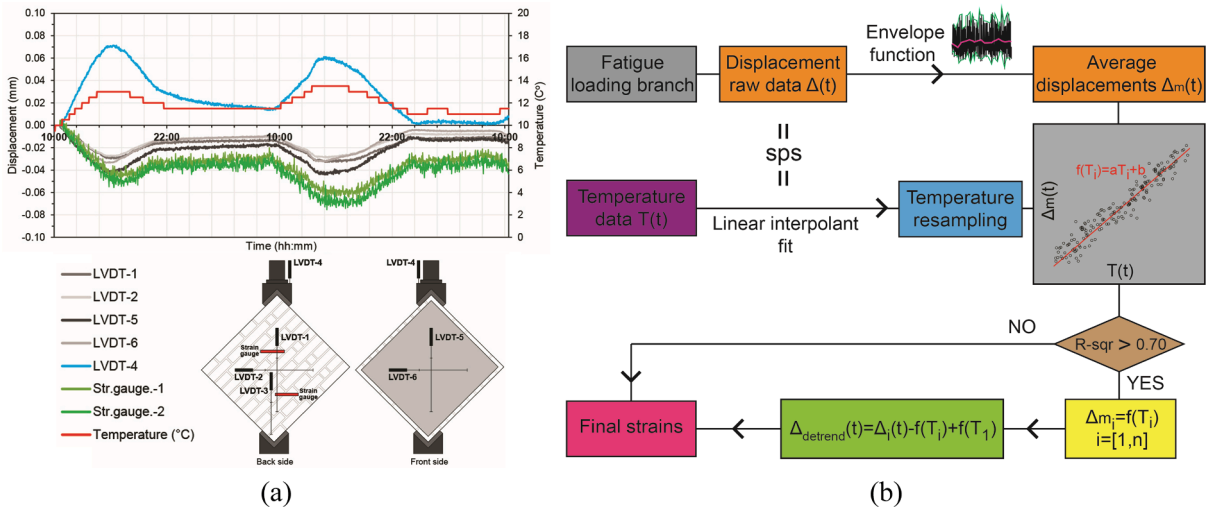 0.10
0.08
0.06
0.04
0.02
0.00
-0.02
-0.04
-0.06
-0.08
-0.10
Displacement (mm)
20
18
16
14
12
10
8
6
4
2
0
Temperature (Cº)
10:00
22:00
10:00
22:00
10:00
Time (hh:mm)
LVDT-1
LVDT-2
LVDT-5
LVDT-6
LVDT-4
Str.gauge.-1
Str.gauge.-2
Temperature (°C)
LVDT-4
LVDT-1
Strain
gauge
LVDT-2
LVDT-3
Strain
gauge
Back side
LVDT-4
LVDT-5
LVDT-6
Front side
(a)
Fatigue
loading branch
Displacement
raw data Δ(t)
Envelope
function
Average
displacements Δm(t)
=
sps
=
Temperature
data T(t)
Linear interpolant
fit
Temperature
resampling
f(Ti)=aTi+b
Δm(t)
T(t)
R-sqr > 0.70
NO
YES
Δmi=f(Ti)
i=[1,n]
Δdetrend(t)=Δi(t)-f(Ti)+f(T1)
Final strains
(b)